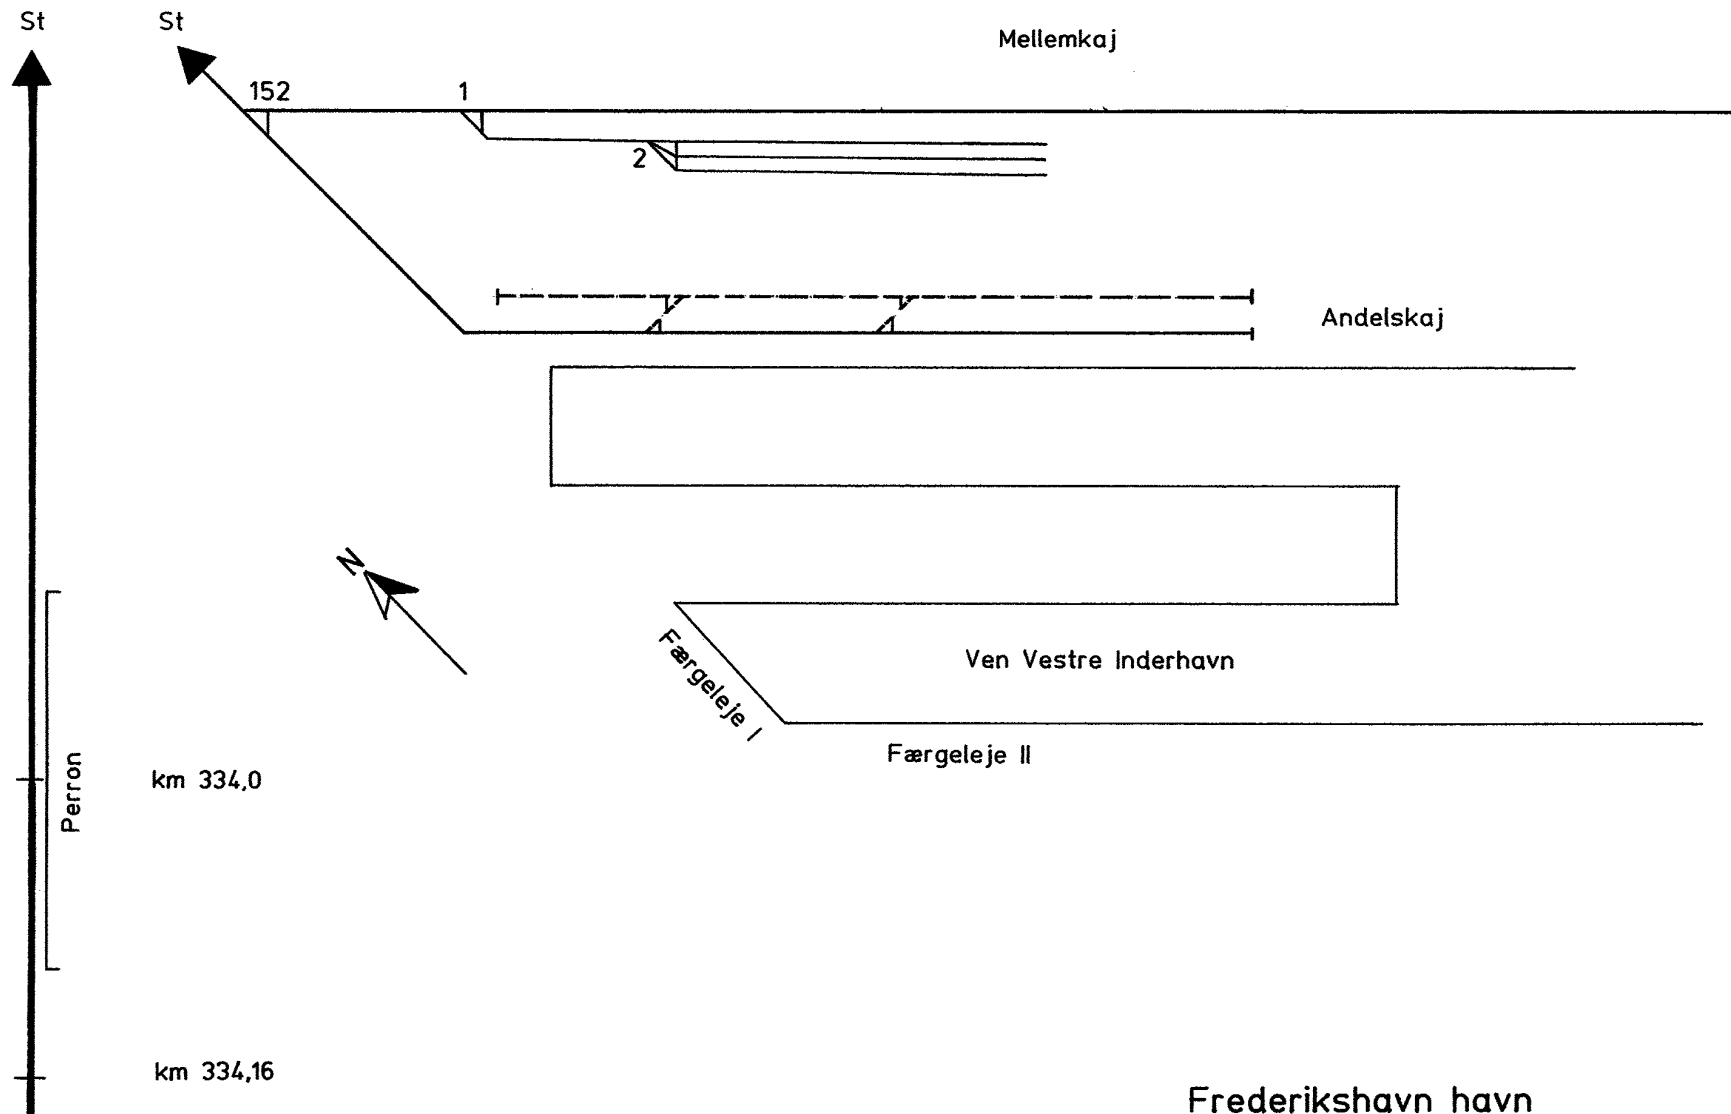 St
St
Mellemkaj
152
1
2
Andelskaj
N
Færgeleje I
Ven Vestre Inderhavn
Færgeleje II
Perron
km 334,0
km 334,16
Frederikshavn havn